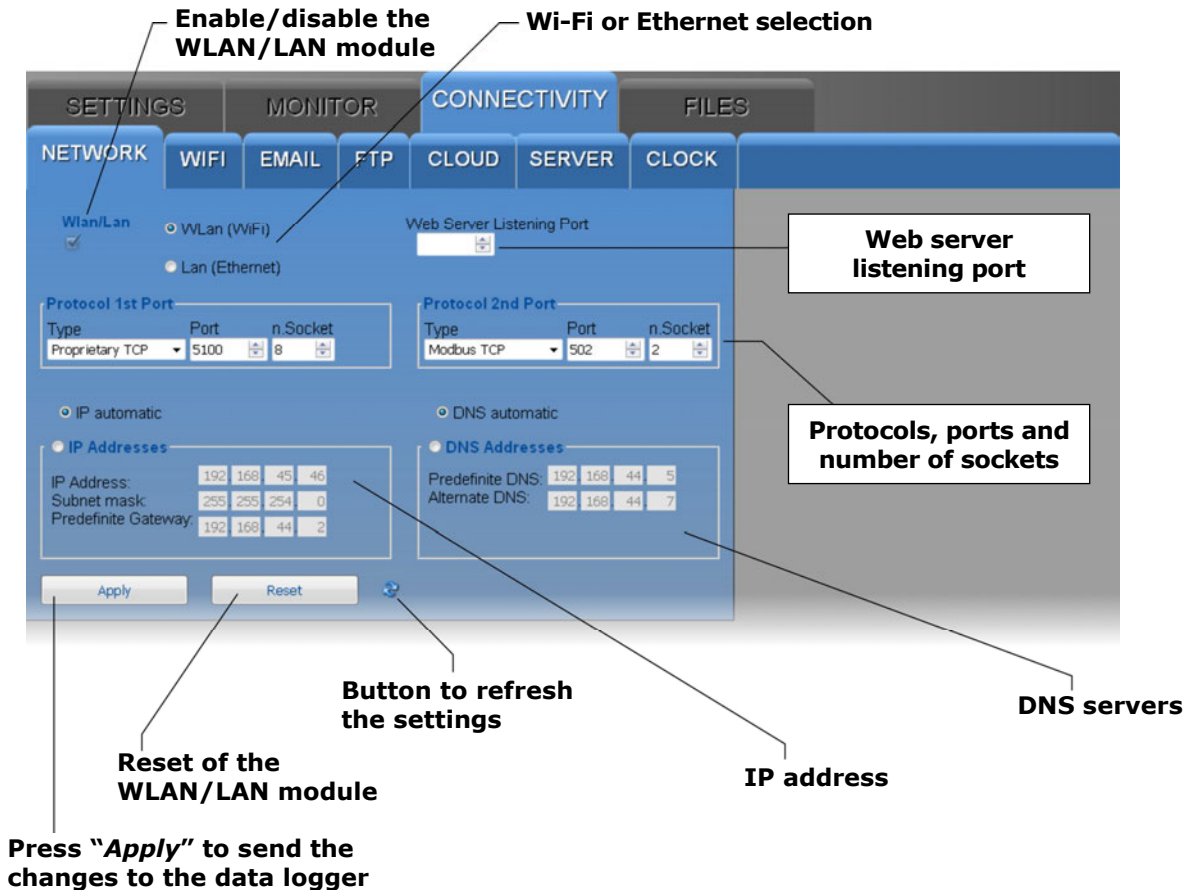 Enable/disable the
WLAN/LAN module
Wi-Fi or Ethernet selection
SETTINGS MONITOR CONNECTIVITY FILES
NETWORK WIFI EMAIL FTP CLOUD SERVER CLOCK
Wlan/Lan
WLan (WiFi)
Lan (Ethernet)
Web Server Listening Port
Web server
listening port
Protocol 1st Port
Type Port n.Socket
Proprietary TCP 5100 8
Protocol 2nd Port
Type Port n.Socket
Modbus TCP 502 2
Protocols, ports and
number of sockets
IP automatic
DNS automatic
IP Addresses
IP Address: 192. 168. 45. 46
Subnet mask: 255. 255. 254. 0
Predefinite Gateway: 192. 168. 44. 2
DNS Addresses
Predefinite DNS: 192. 168. 44. 5
Alternate DNS: 192. 168. 44. 7
Apply Reset
Button to refresh
the settings
DNS servers
Reset of the
WLAN/LAN module
IP address
Press “Apply” to send the
changes to the data logger